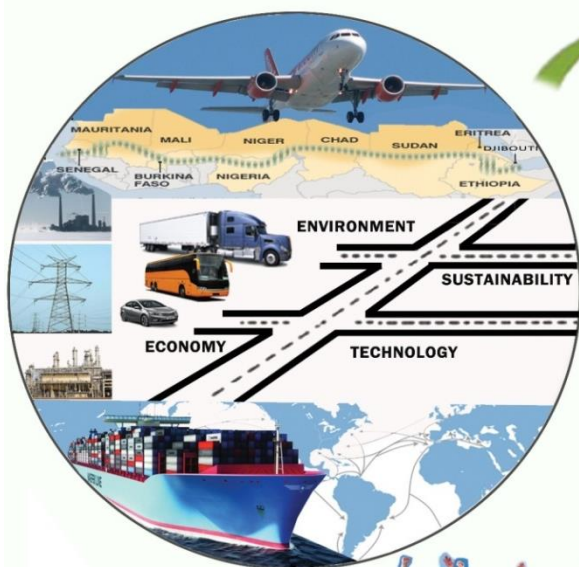 MAURITANIA
MALI
NIGER
CHAD
SUDAN
ERITREA
DJIBOUTI
SENEGAL
BURKINA
FASO
NIGERIA
ETHIOPIA
ENVIRONMENT
SUSTAINABILITY
ECONOMY
TECHNOLOGY